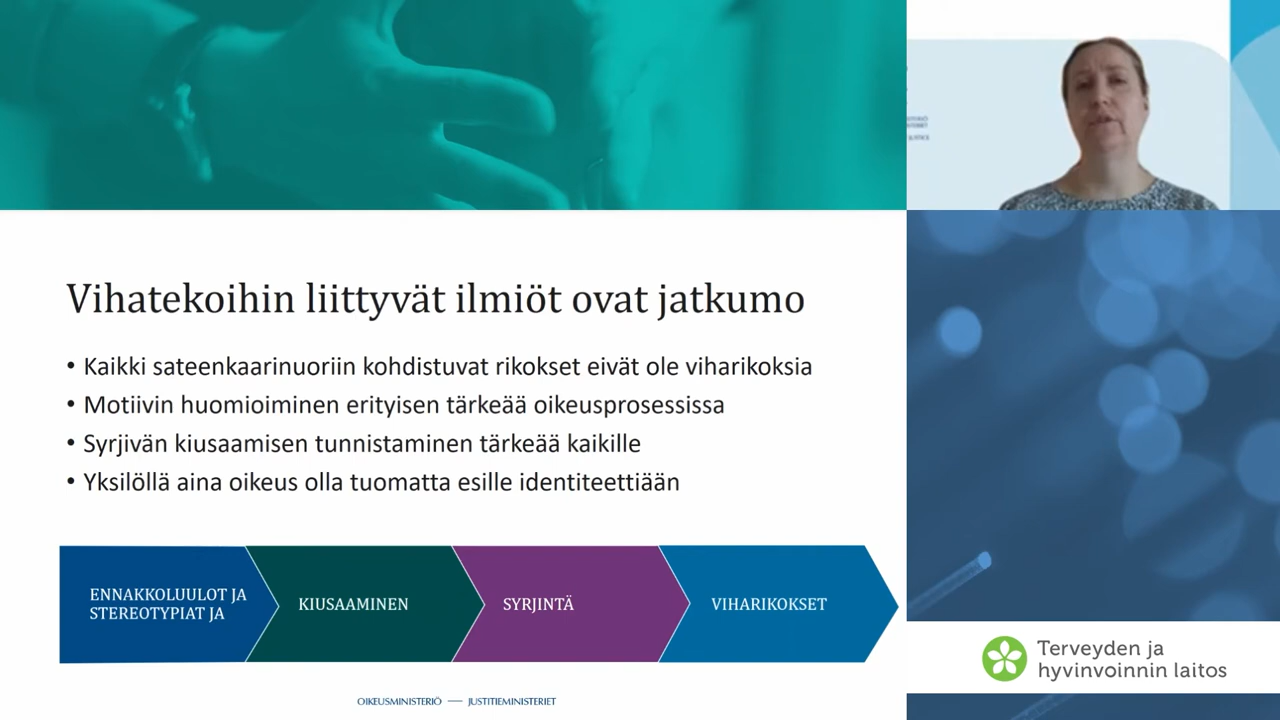 Vihatekoihin liittyvät ilmiöt ovat jatkumo
• Kaikki sateenkaarinuoriin kohdistuvat rikokset eivät ole viharikoksia
• Motiivin huomioiminen erityisen tärkeää oikeusprosessissa
• Syrjivän kiusaamisen tunnistaminen tärkeää kaikille
• Yksilöllä aina oikeus olla tuomatta esille identiteettiään
ENNAKKOLUULOT JA
STEREOTYPIAT JA
KIUSAAMINEN
SYRJINTÄ
VIHARIKOKSET
OIKEUSMINISTERIÖ — JUSTITIEMINISTERIET
Terveyden ja
hyvinvoinnin laitos